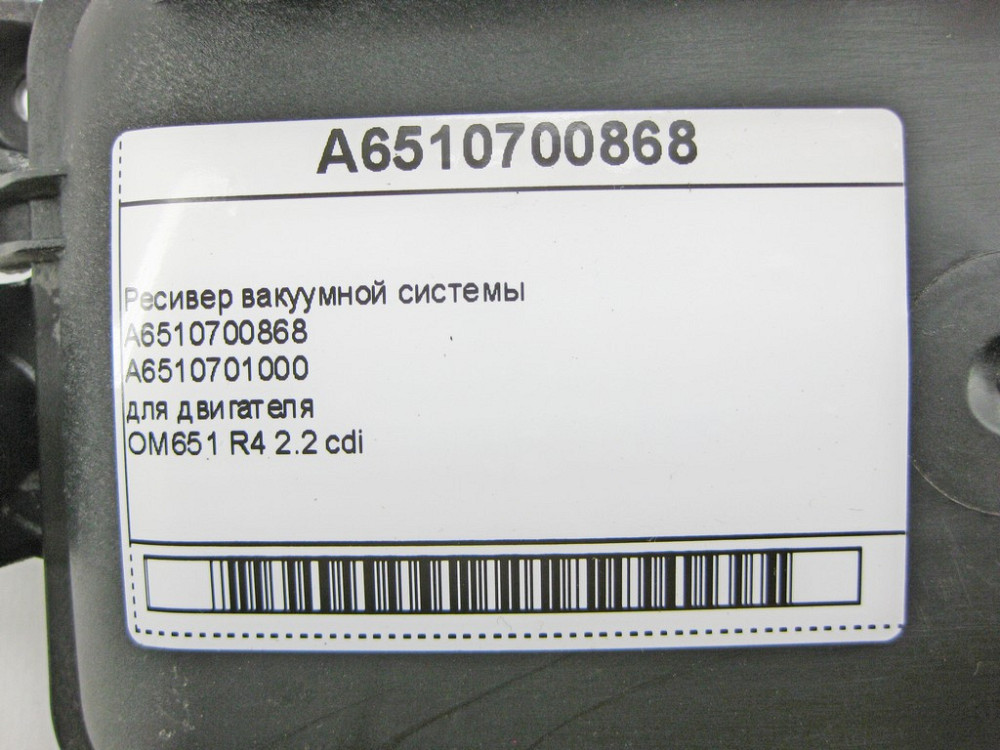 A6510700868
Ресивер вакуумной системы
A6510700868
A6510701000
для двигателя
OM651 R4 2.2 cdi